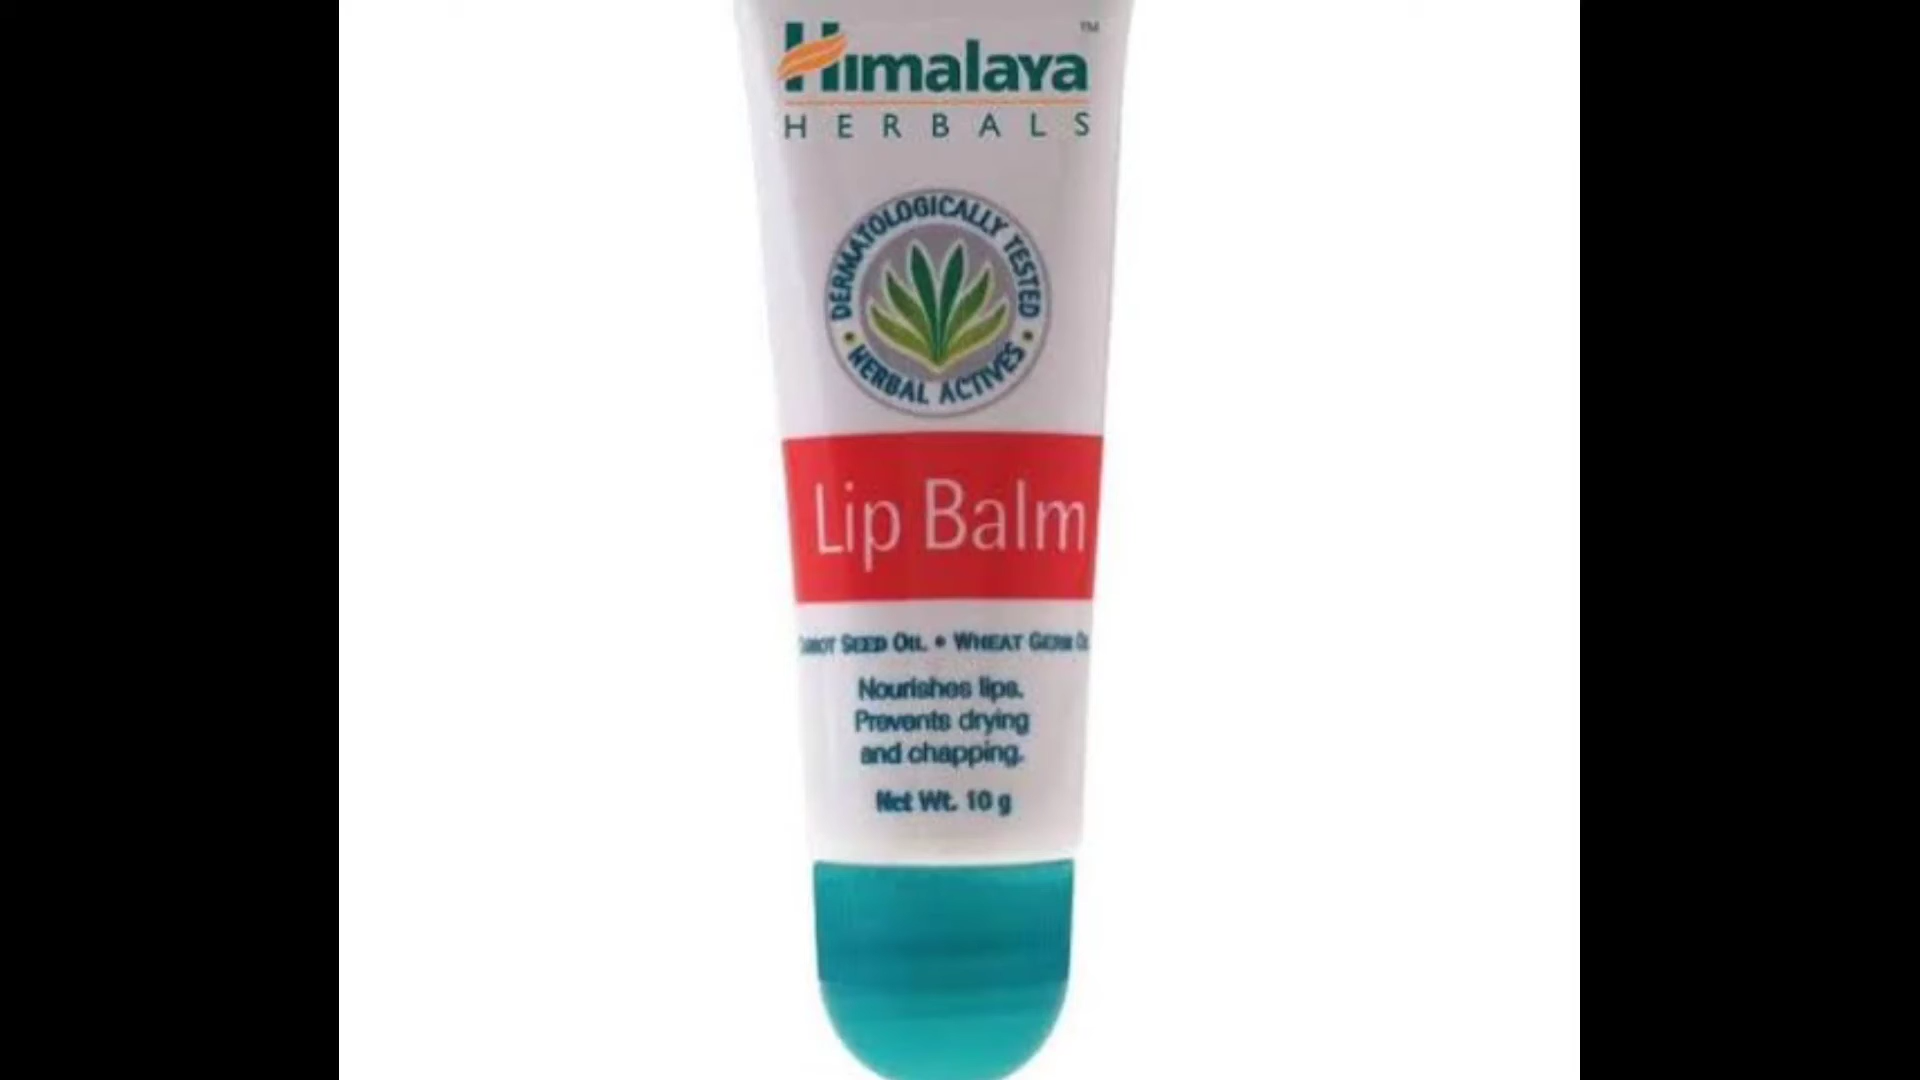 Himalaya
TM
HERBALS
DERMATOLOGICALLY TESTED
• HERBAL ACTIVES •
Lip Balm
SEED OIL • WHEAT GERM
Nourishes lips.
Prevents drying
and chapping.
Net Wt. 10 g